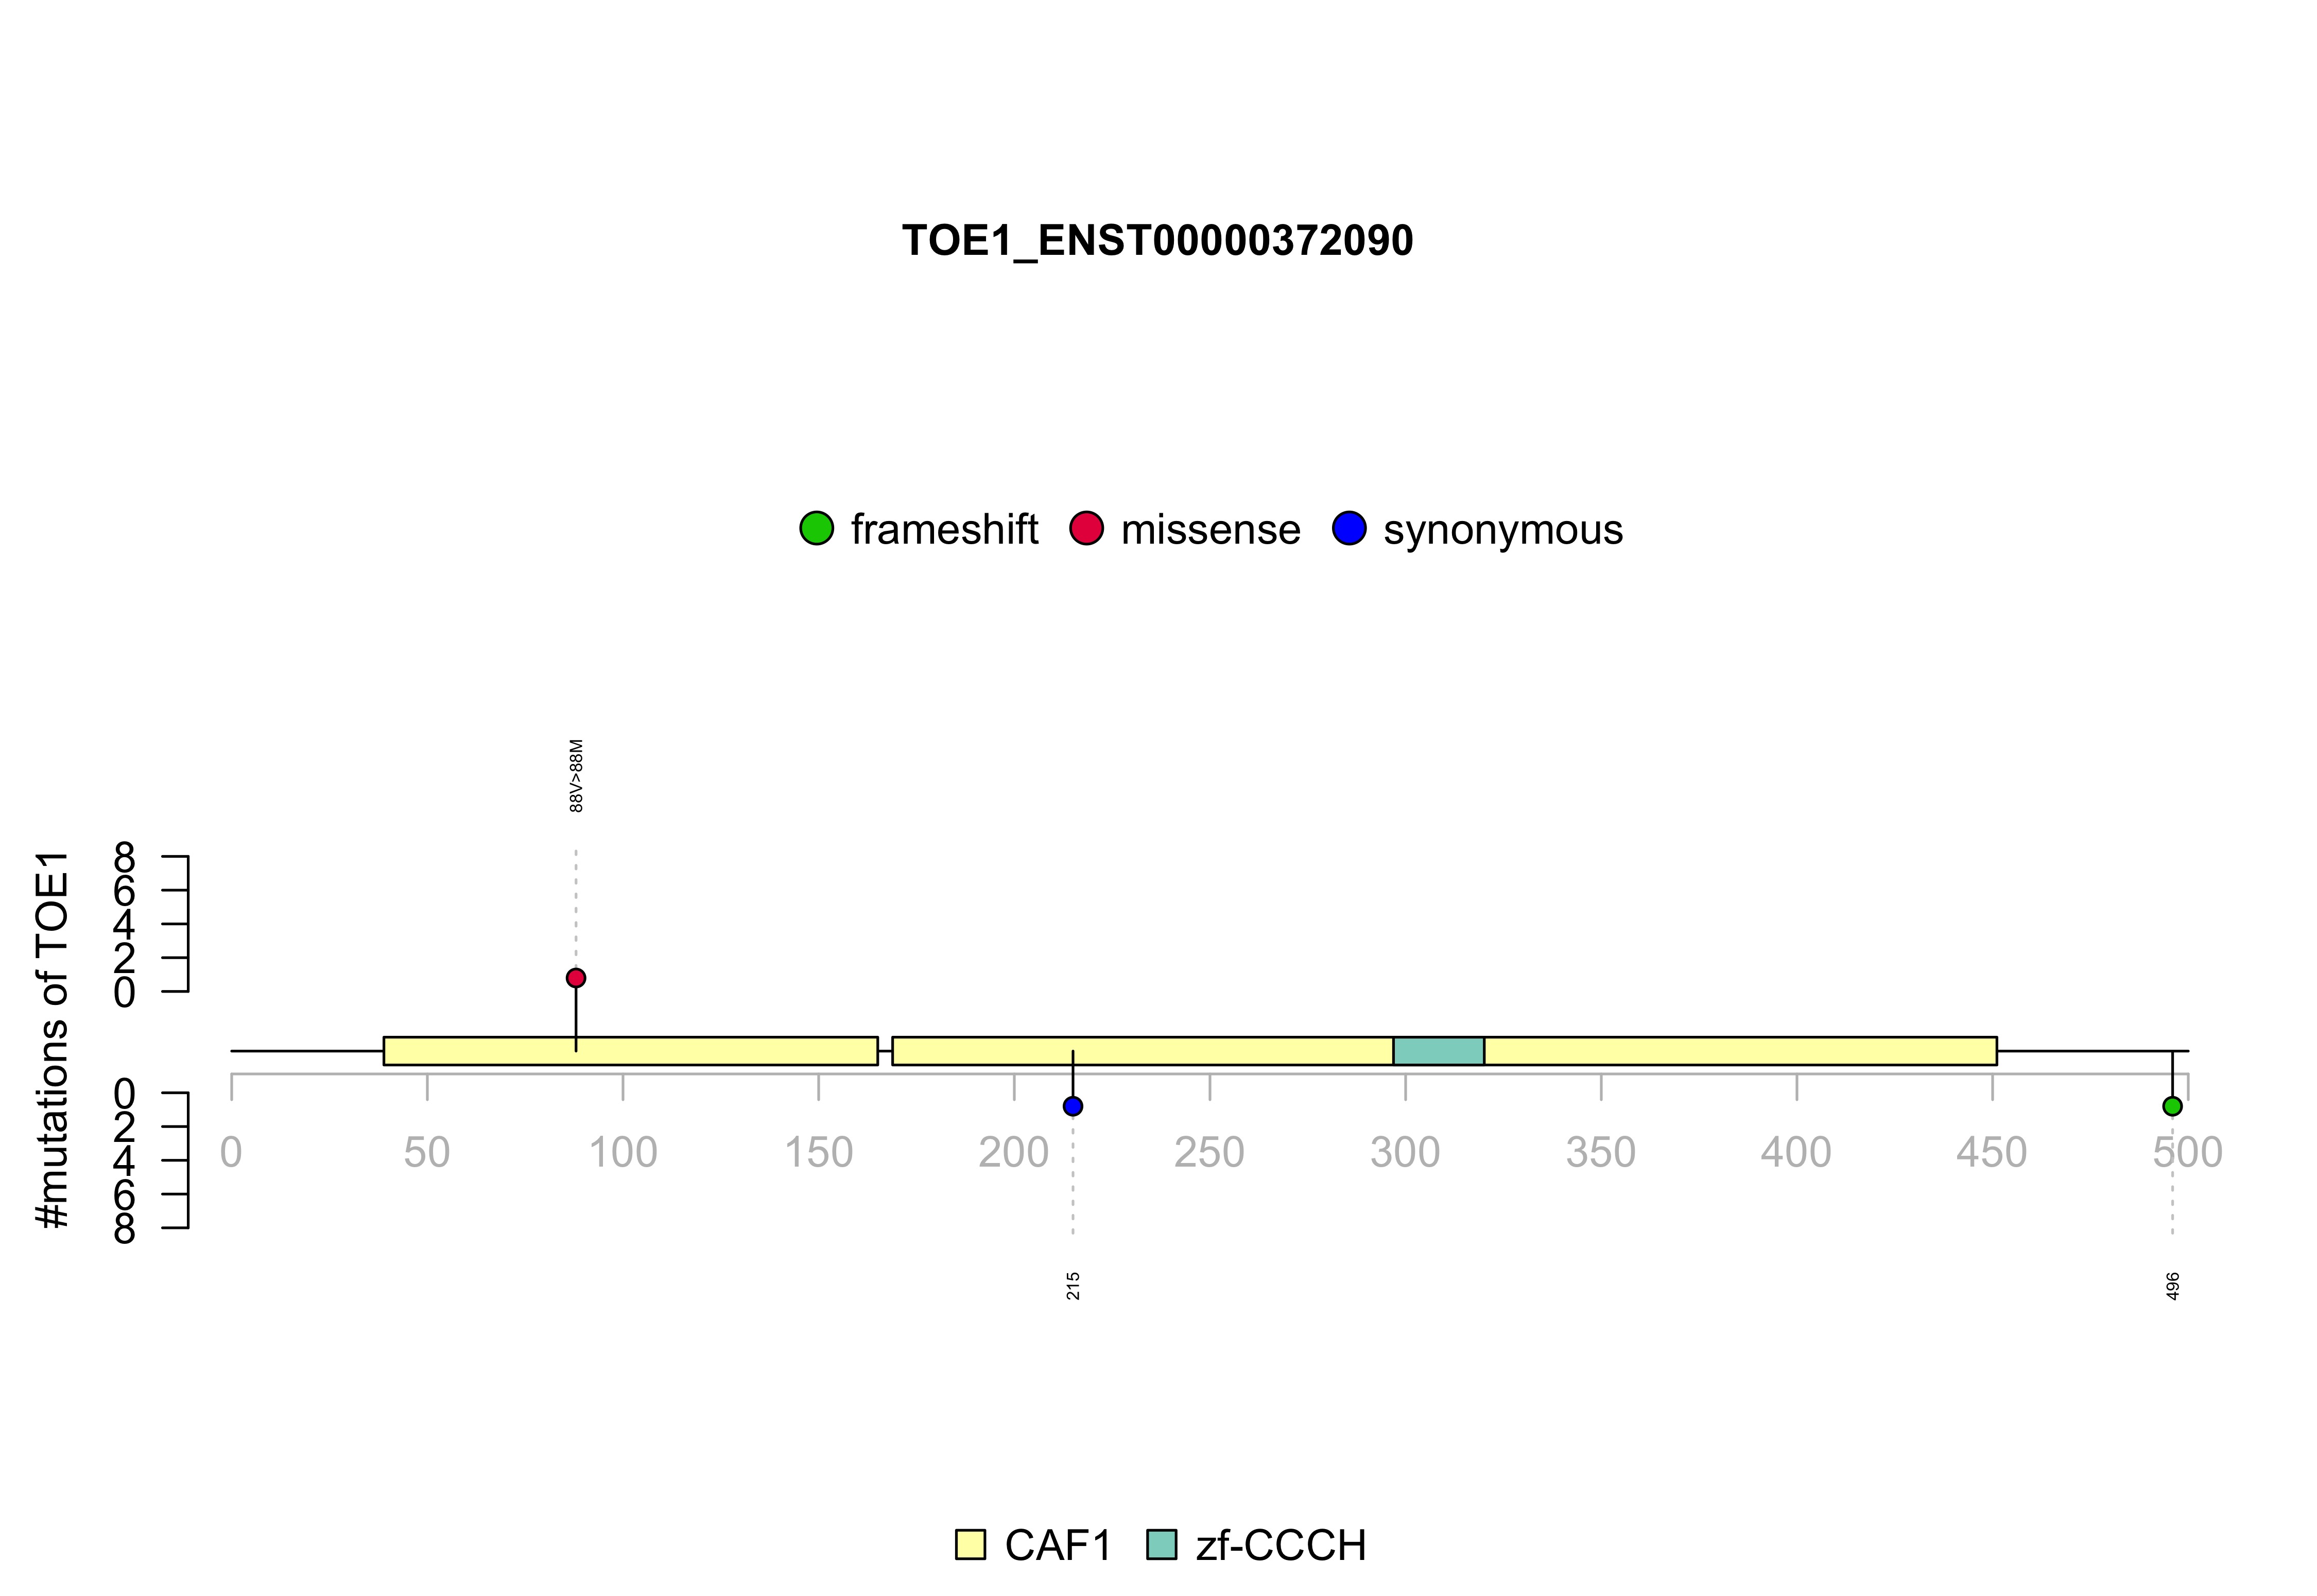 TOE1_ENST00000372090
frameshift missense synonymous
88V>88M
#mutations of TOE1
8
6
4
2
0
0
2
4
6
8
0 50 100 150 200 250 300 350 400 450 500
215
496
CAF1 zf-CCCH